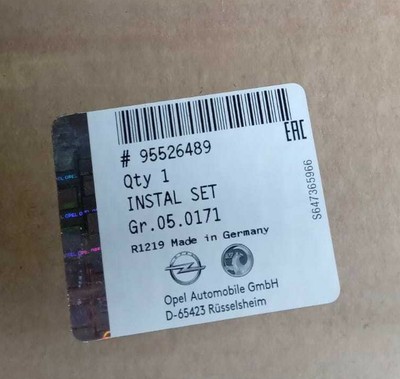 # 95526489
EAC
Qty 1
INSTAL SET
Gr.05.0171
R1219 Made in Germany
Opel Automobile GmbH
D-65423 Rüsselsheim
S647365966